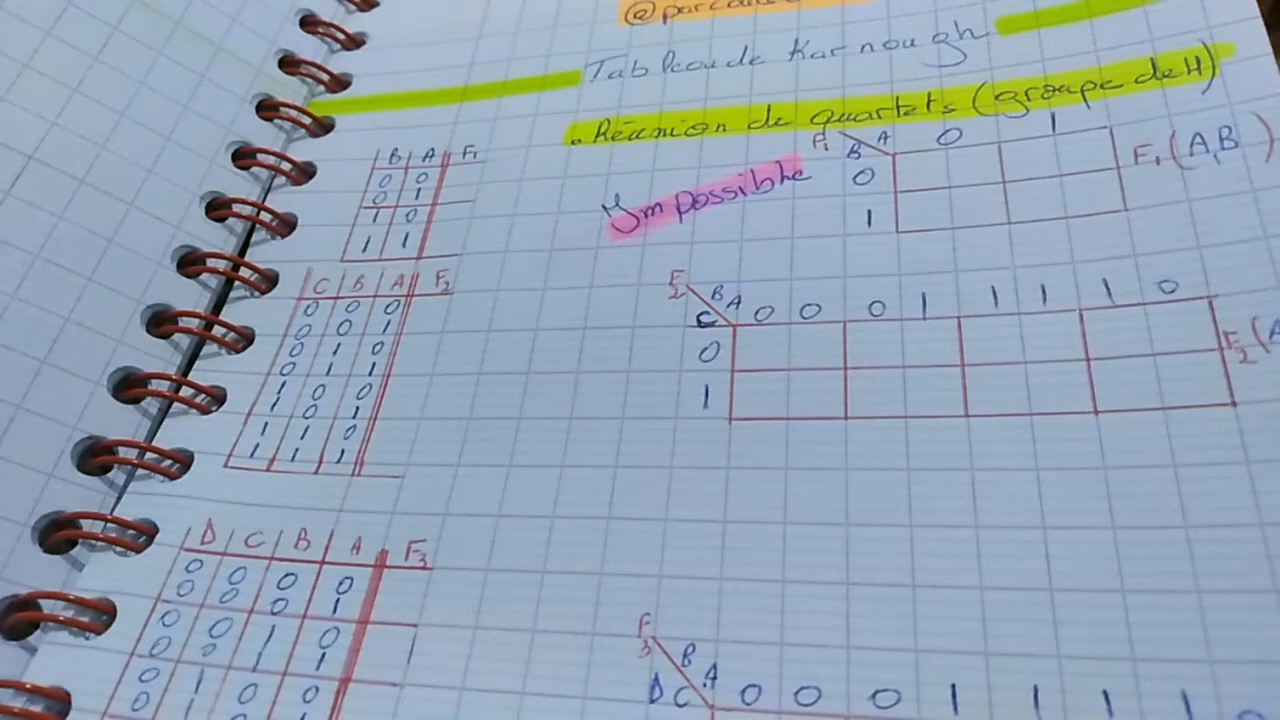 @parcou
Tableau de Karnough
. Réunion de quartets (groupe de 4)
B A F1
0 0
0 1
1 0
1 1
Impossible
F1 A 0 1
B
0
1
F1 (A,B)
C B A F2
0 0 0
0 0 1
0 1 0
0 1 1
1 0 0
1 0 1
1 1 0
1 1 1
F2 B A 0 0 0 1 1 1 1 0
C
0
1
F2 (A
D C B A F3
0 0 0 0
0 0 0 1
0 0 1 0
0 0 1 1
0 1 0 0
0
F3 B A 0 0 0 1 1 1 1 0
D C